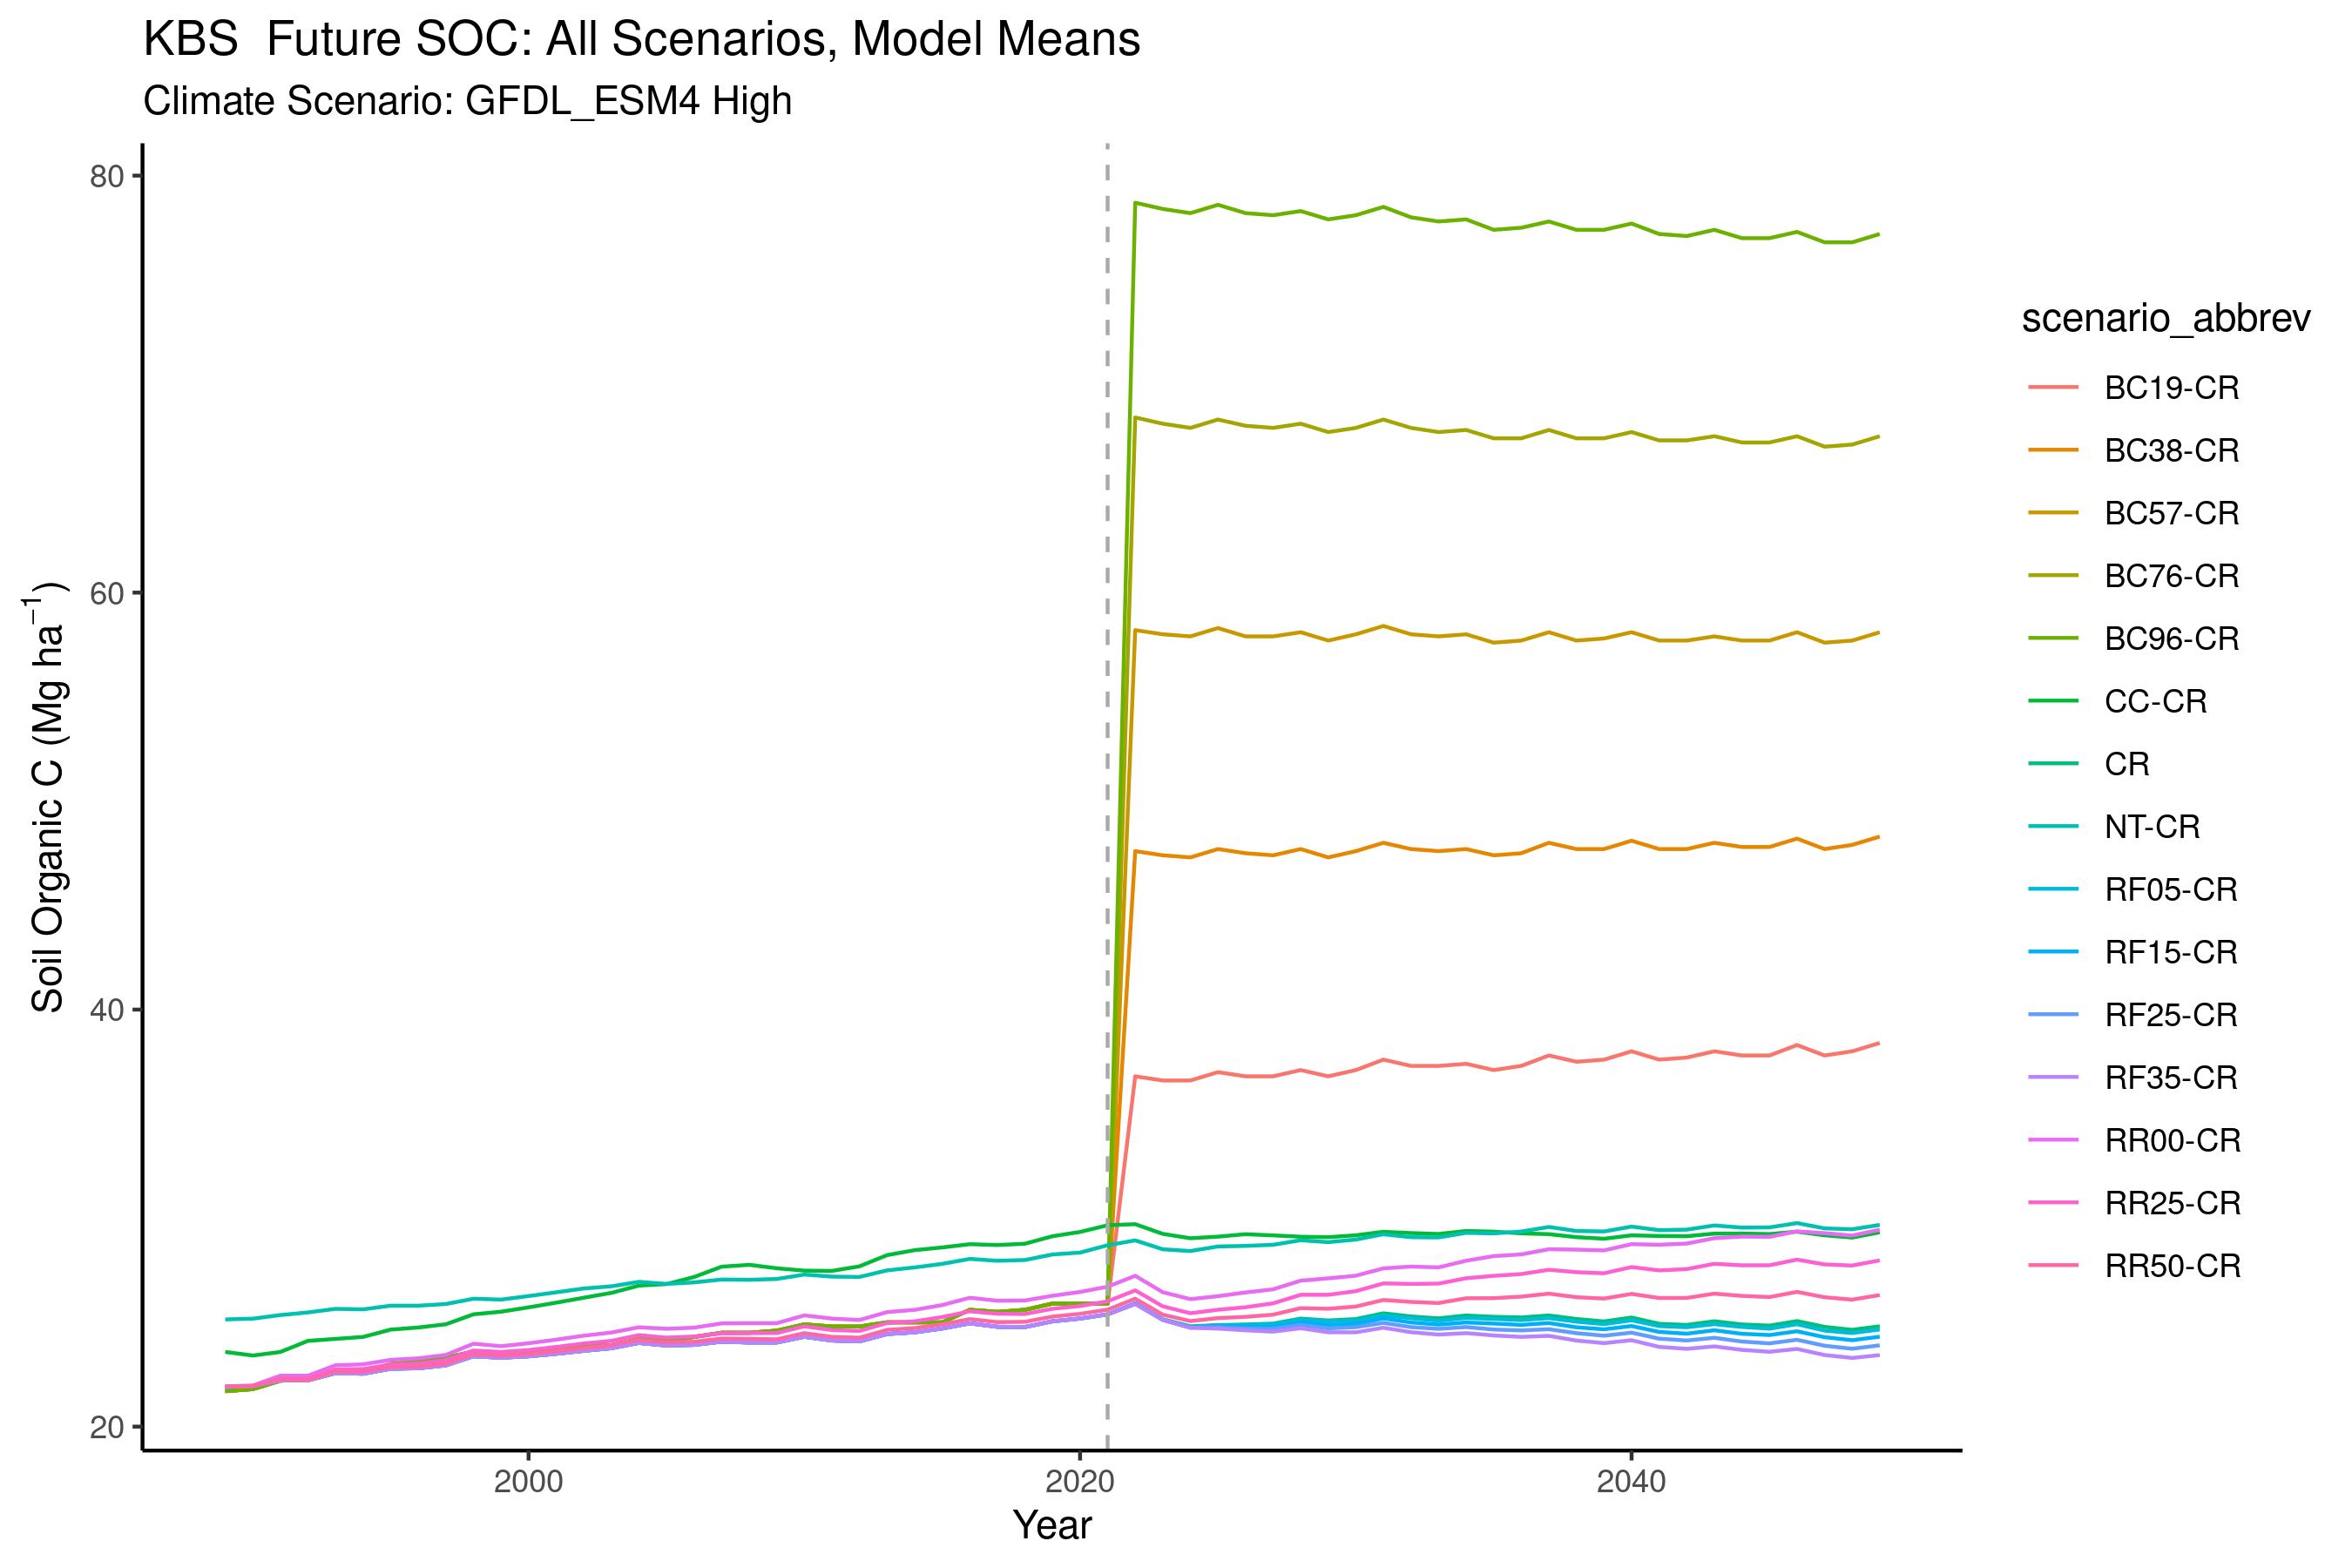 KBS  Future SOC: All Scenarios, Model Means
Climate Scenario: GFDL_ESM4 High
Soil Organic C (Mg ha⁻¹)
80
60
40
20
2000
2020
2040
Year
scenario_abbrev
BC19-CR
BC38-CR
BC57-CR
BC76-CR
BC96-CR
CC-CR
CR
NT-CR
RF05-CR
RF15-CR
RF25-CR
RF35-CR
RR00-CR
RR25-CR
RR50-CR